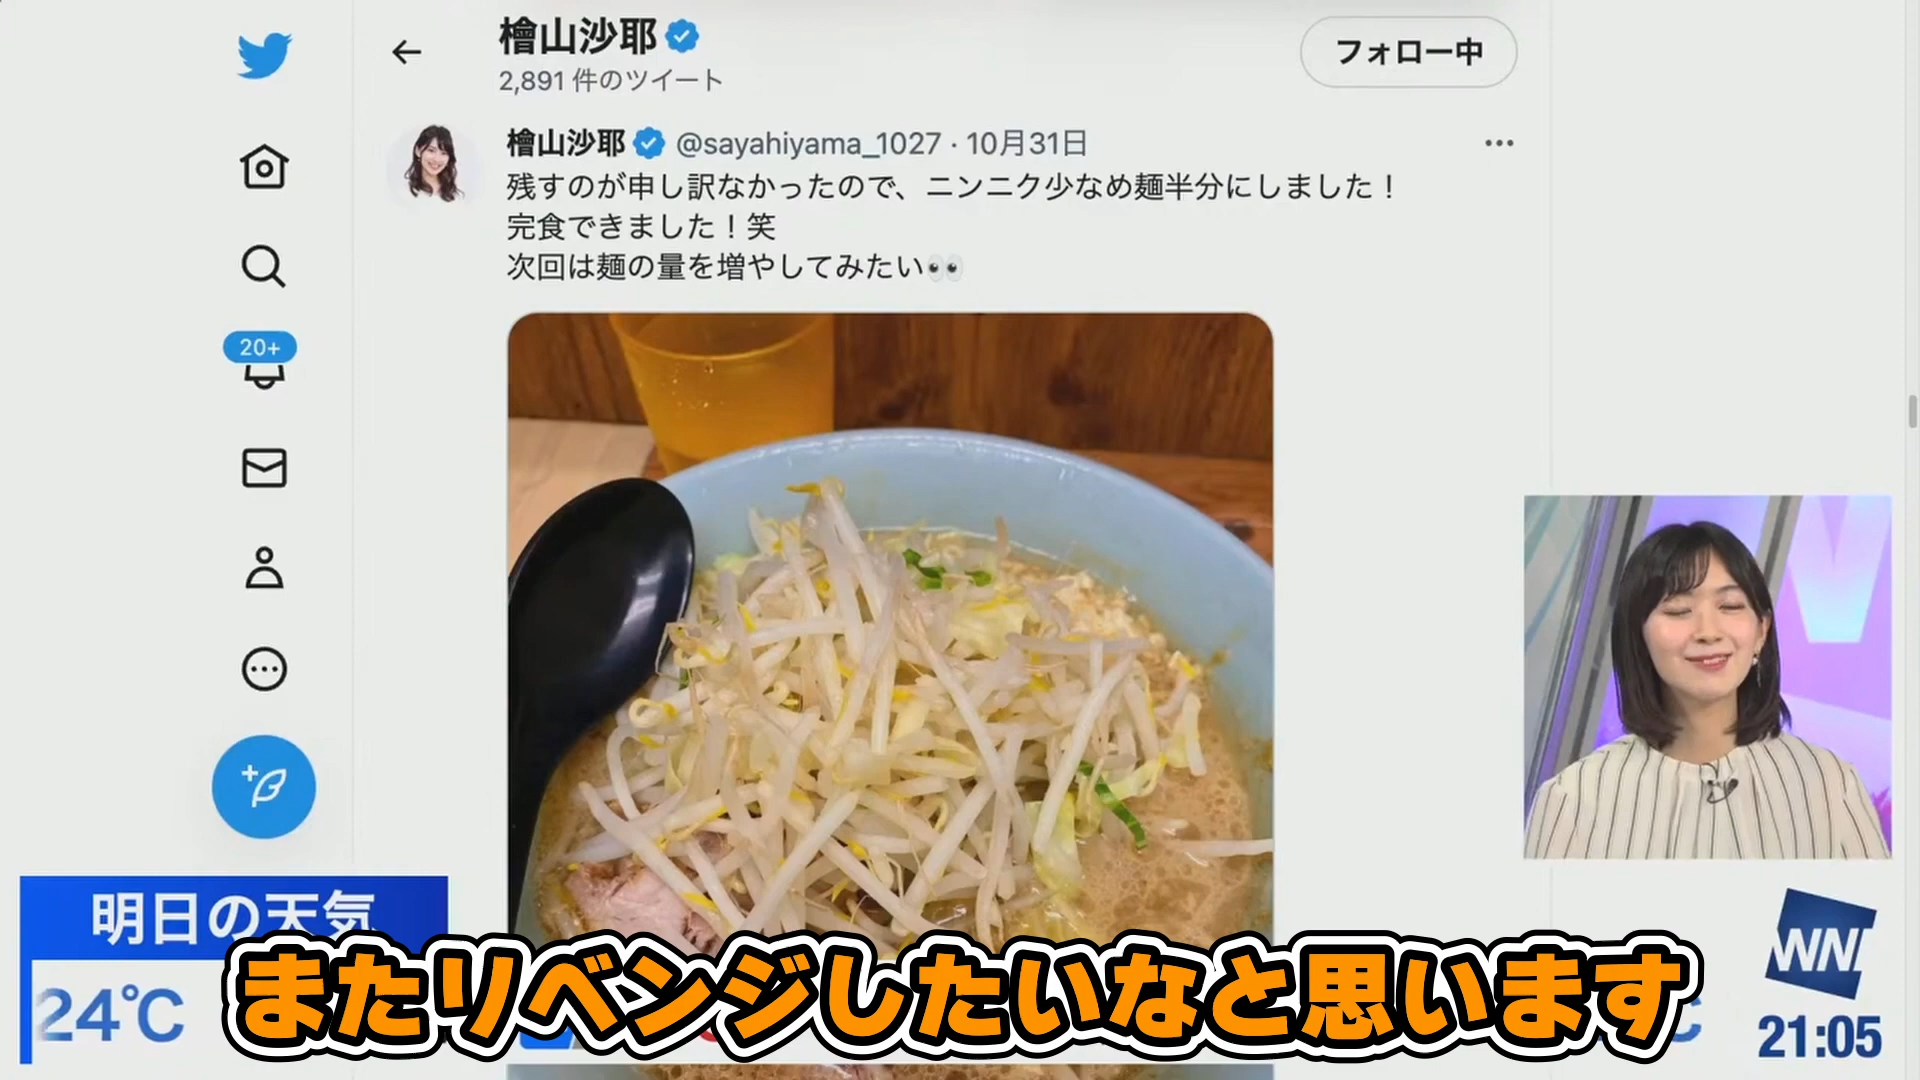 檜山沙耶
2,891 件のツイート
フォロー中
檜山沙耶 @sayahiyama_1027 · 10月31日
残すのが申し訳なかったので、ニンニク少なめ麺半分にしました！
完食できました！笑
次回は麺の量を増やしてみたい👀
20+
明日の天気
24℃
またリベンジしたいなと思います
WNI
21:05